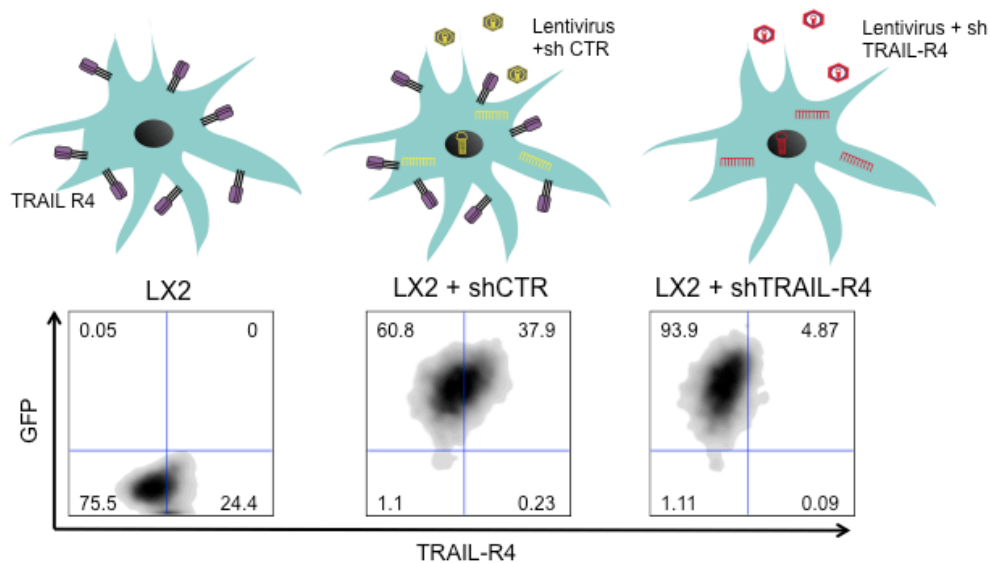 Lentivirus
+sh CTR
Lentivirus + sh
TRAIL-R4
TRAIL R4
LX2
LX2 + shCTR
LX2 + shTRAIL-R4
0.05 0
60.8 37.9
93.9 4.87
GFP
75.5 24.4
1.1 0.23
1.11 0.09
TRAIL-R4